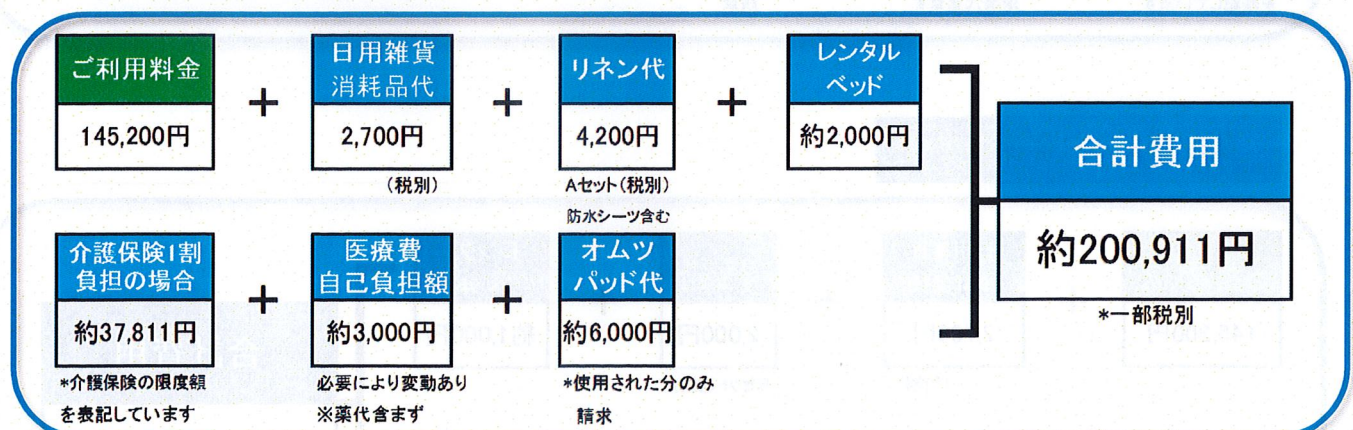 ご利用料金
145,200円
+
日用雑貨
消耗品代
2,700円
(税別)
+
リネン代
4,200円
Aセット(税別)
防水シーツ含む
+
レンタル
ベッド
約2,000円
介護保険1割
負担の場合
約37,811円
*介護保険の限度額
を表記しています
+
医療費
自己負担額
約3,000円
必要により変動あり
※薬代含まず
+
オムツ
パッド代
約6,000円
*使用された分のみ
請求
合計費用
約200,911円
*一部税別